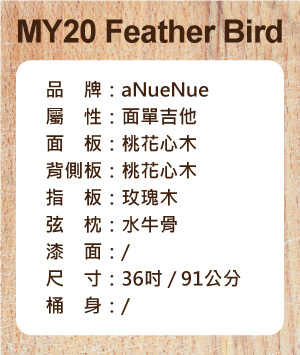 MY20 Feather Bird
品　牌：aNueNue
屬　性：面單吉他
面　板：桃花心木
背側板：桃花心木
指　板：玫瑰木
弦　枕：水牛骨
漆　面：/
尺　寸：36吋 / 91公分
桶　身：/